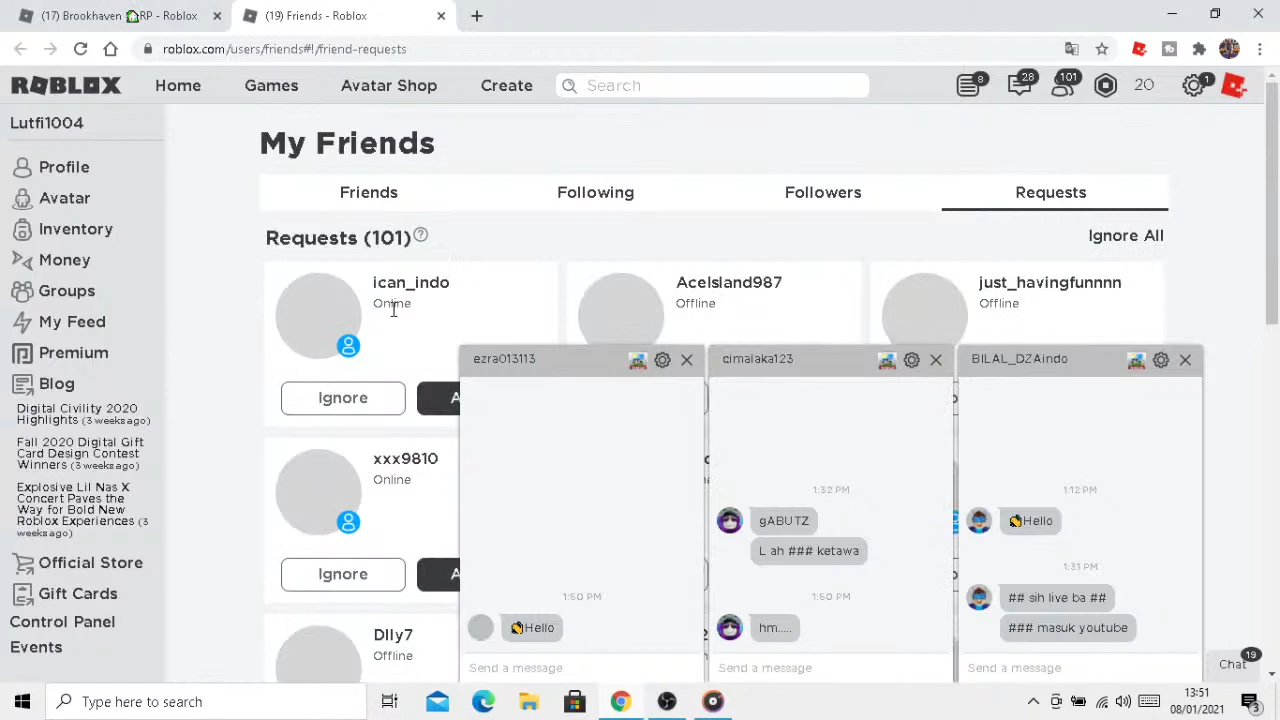 (17) Brookhaven 🏠RP - Roblox
(19) Friends - Roblox
roblox.com/users/friends#!/friend-requests
ROBLOX
Home
Games
Avatar Shop
Create
Search
8
28
101
20
1
Lutfi1004
Profile
Avatar
Inventory
Money
Groups
My Feed
Premium
Blog
Digital Civility 2020
Highlights (3 weeks ago)
Fall 2020 Digital Gift
Card Design Contest
Winners (3 weeks ago)
Explosive Lil Nas X
Concert Paves the
Way for Bold New
Roblox Experiences (3
weeks ago)
Official Store
Gift Cards
Control Panel
Events
My Friends
Friends
Following
Followers
Requests
Requests (101)
Ignore All
ican_indo
Online
Ignore
AceIsland987
Offline
just_havingfunnnn
Offline
xxx9810
Online
Ignore
Dlly7
Offline
ezra013113
1:50 PM
👏Hello
Send a message
cimalaka123
1:32 PM
gABUTZ
L ah ### ketawa
1:50 PM
hm.....
Send a message
BILAL_DZAindo
1:12 PM
👏Hello
1:31 PM
## sih live ba ##
### masuk youtube
Send a message
Chat
19
Type here to search
13:51
08/01/2021
3